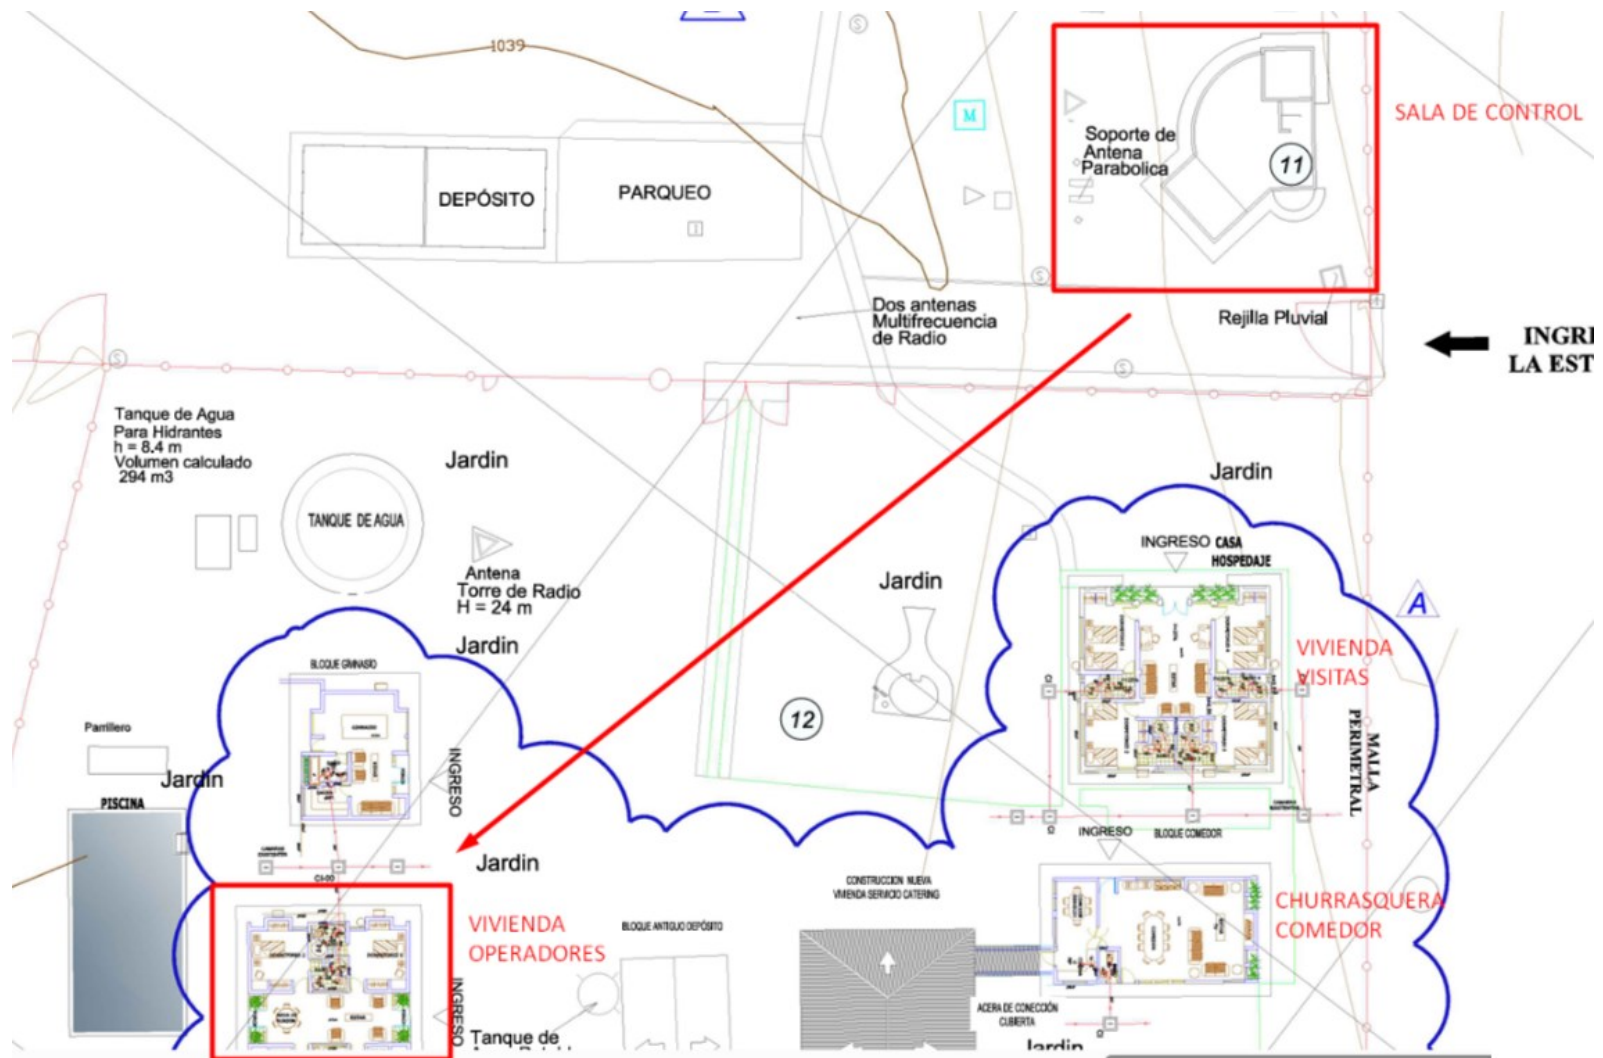 1039
S
M
SALA DE CONTROL
Soporte de
Antena
Parabolica
11
DEPÓSITO
PARQUEO
S
Dos antenas
Multifrecuencia
de Radio
Rejilla Pluvial
INGRE
LA EST
S
S
Tanque de Agua
Para Hidrantes
h = 8.4 m
Volumen calculado
294 m3
Jardin
Jardin
TANQUE DE AGUA
INGRESO CASA
HOSPEDAJE
Antena
Torre de Radio
H = 24 m
Jardin
A
Jardin
BLOQUE GIMNASIO
VIVIENDA
VISITAS
12
Parrillero
MALLA
PERIMETRAL
Jardin
INGRESO
PISCINA
INGRESO
BLOQUE COMEDOR
Jardin
CONSTRUCCION NUEVA
VIVIENDA SERVICIO CATERING
CHURRASQUERA
COMEDOR
VIVIENDA
OPERADORES
BLOQUE ANTIGUO DEPÓSITO
INGRESO
ACERA DE CONECCIÓN
CUBIERTA
Tanque de
Jardin